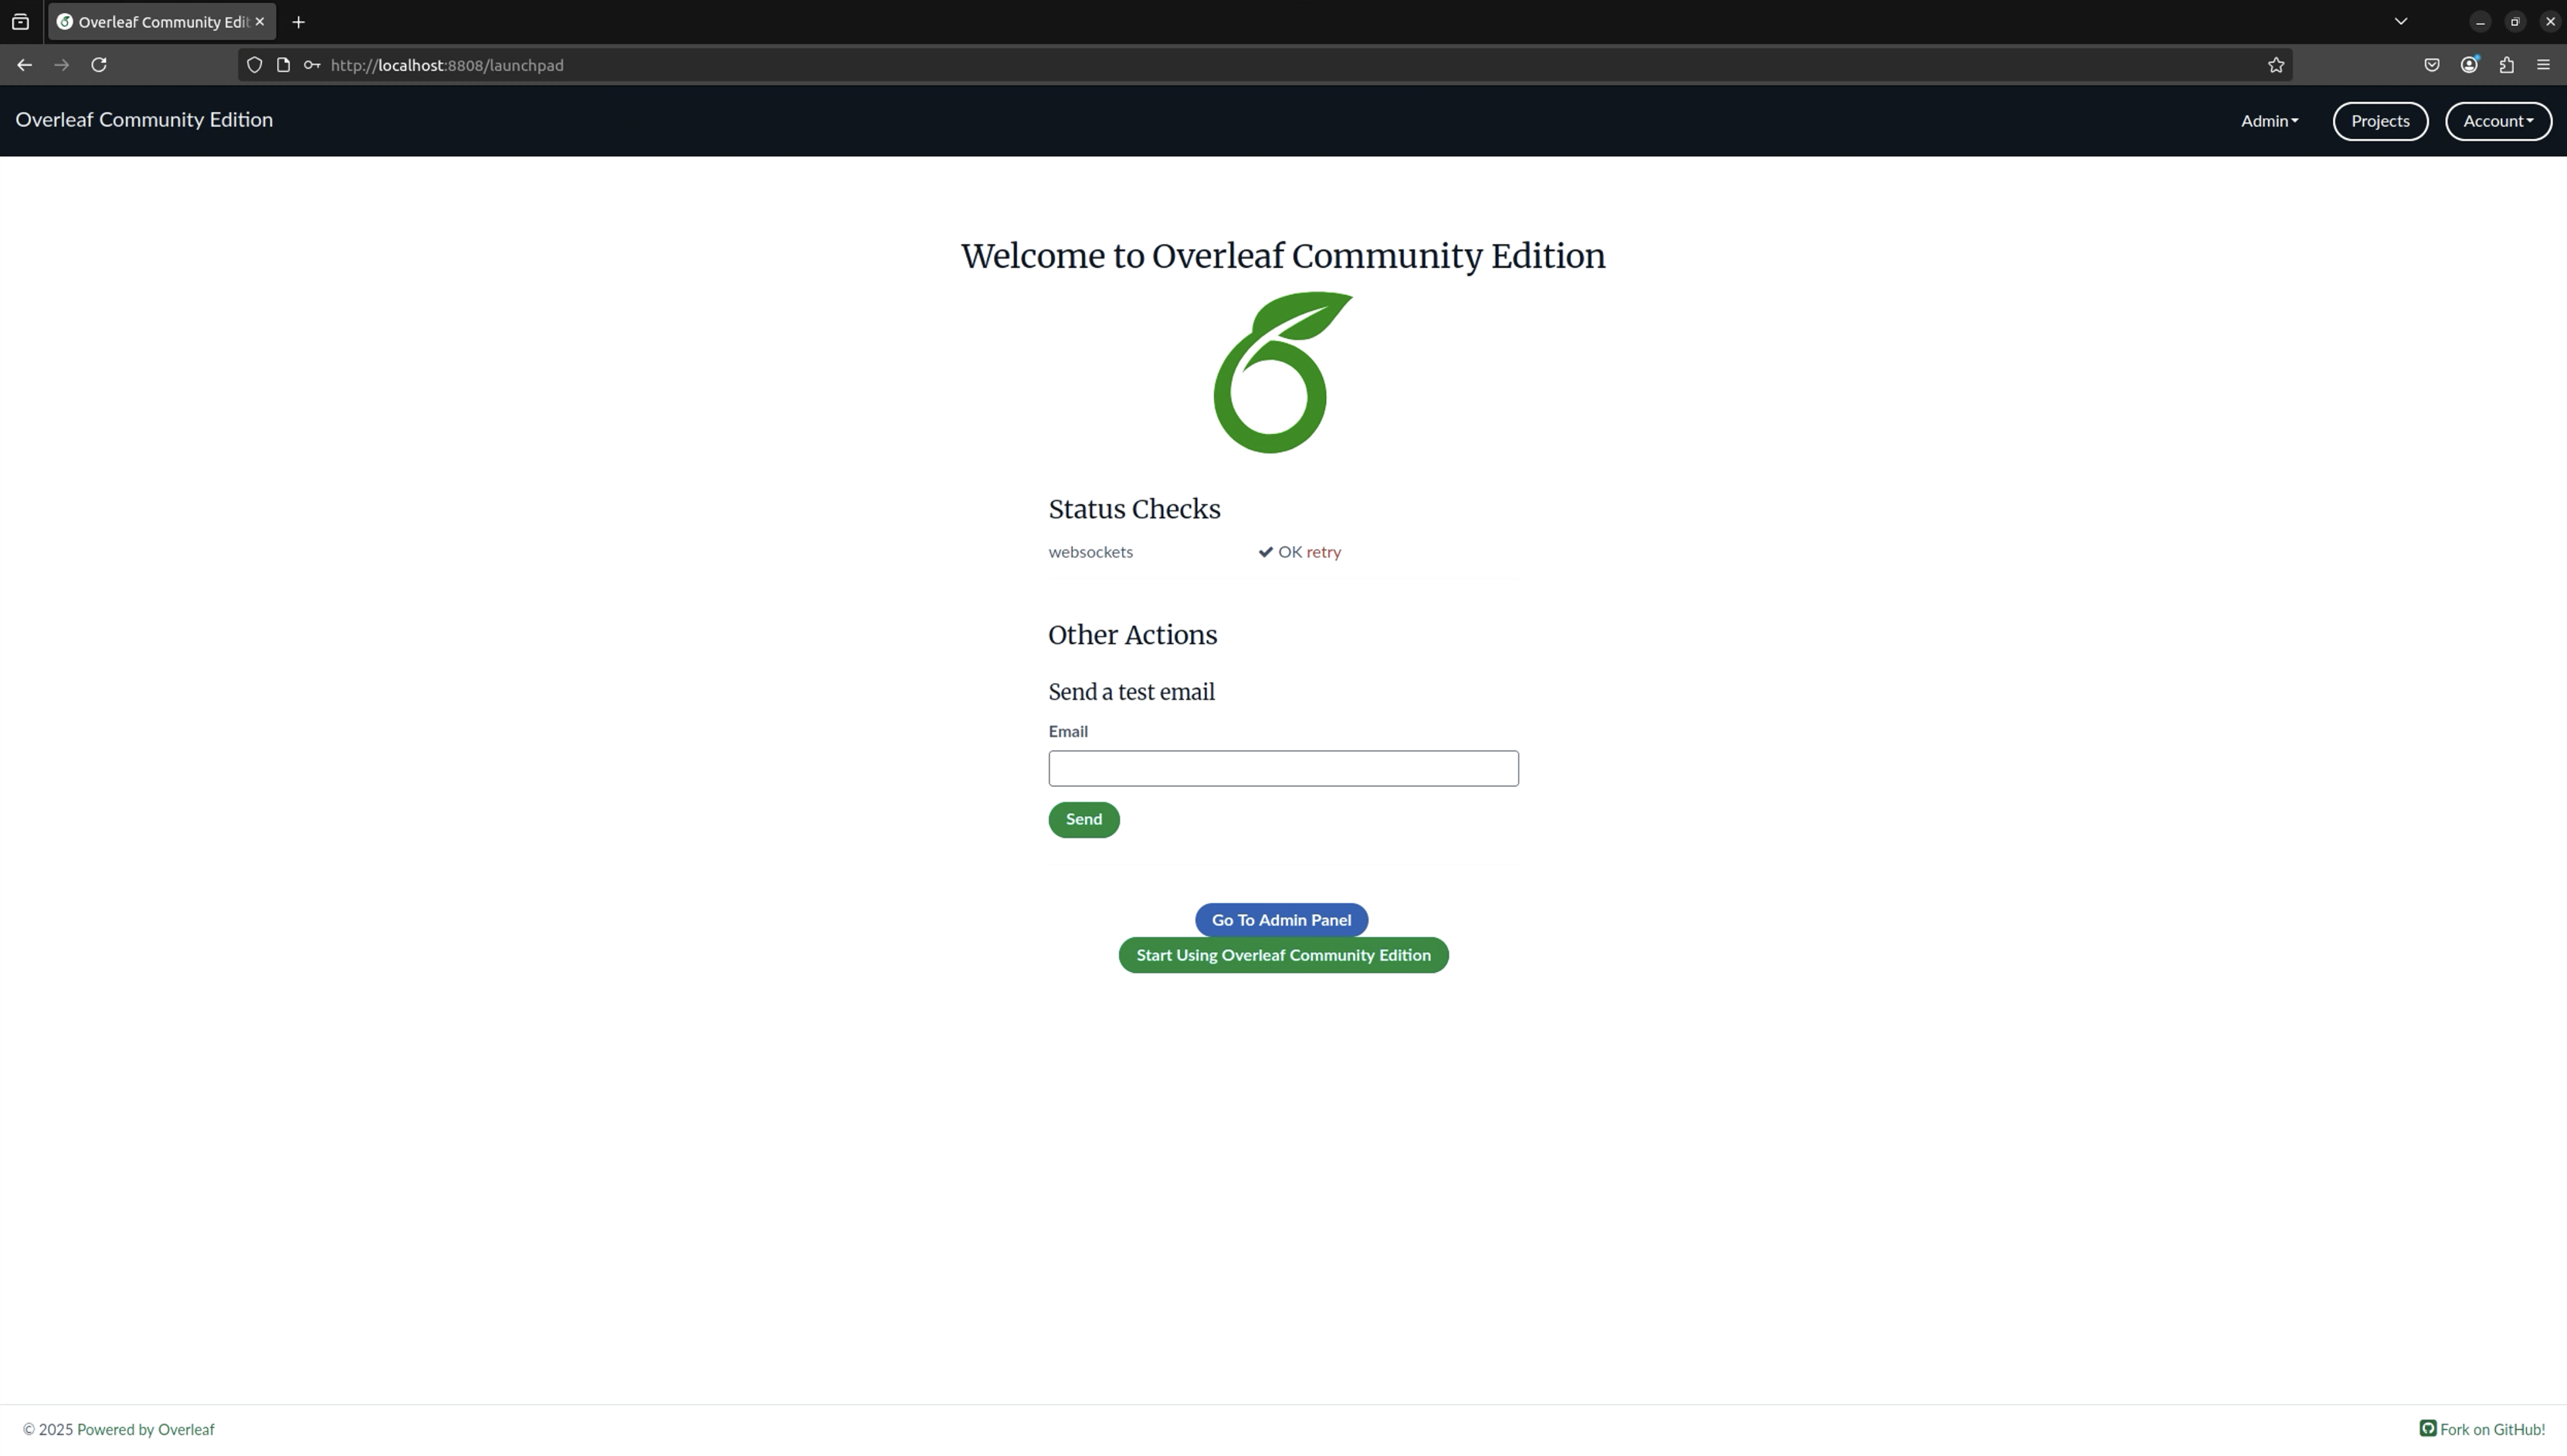 Overleaf Community Edit
http://localhost:8808/launchpad
Overleaf Community Edition
Admin
Projects
Account
Welcome to Overleaf Community Edition
Status Checks
websockets
OK retry
Other Actions
Send a test email
Email
Send
Go To Admin Panel
Start Using Overleaf Community Edition
© 2025 Powered by Overleaf
Fork on GitHub!